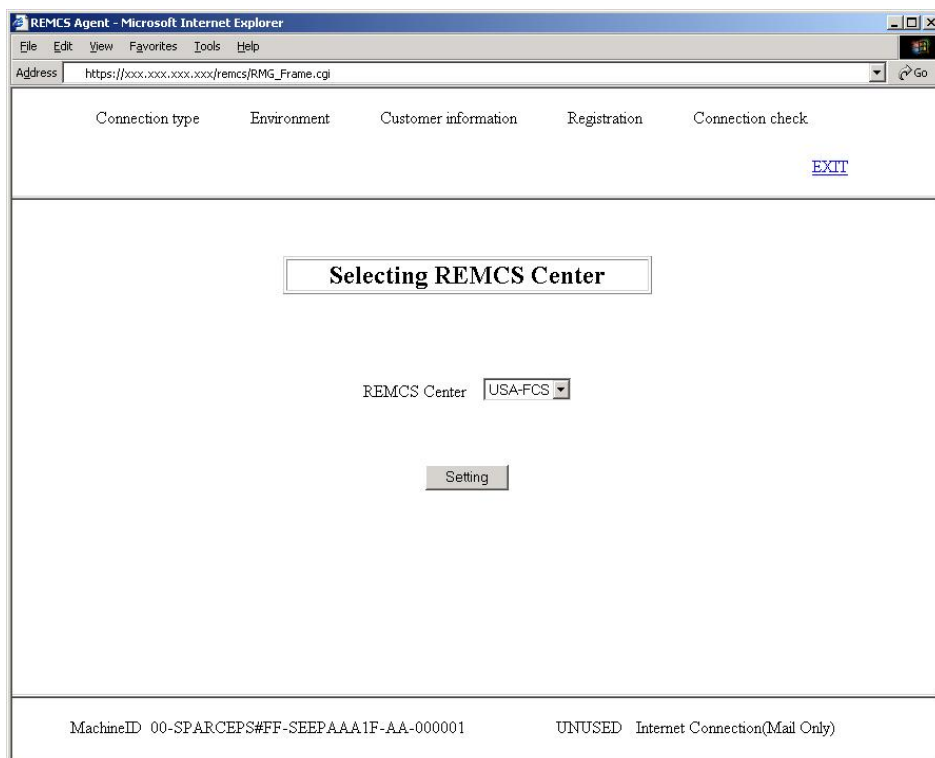 REMCS Agent - Microsoft Internet Explorer
File Edit View Favorites Tools Help
Address https://xxx.xxx.xxx.xxx/remcs/RMG_Frame.cgi Go
Connection type Environment Customer information Registration Connection check
EXIT
Selecting REMCS Center
REMCS Center USA-FCS
Setting
MachineID 00-SPARCEPS#FF-SEEPAAA1F-AA-000001 UNUSED Internet Connection(Mail Only)